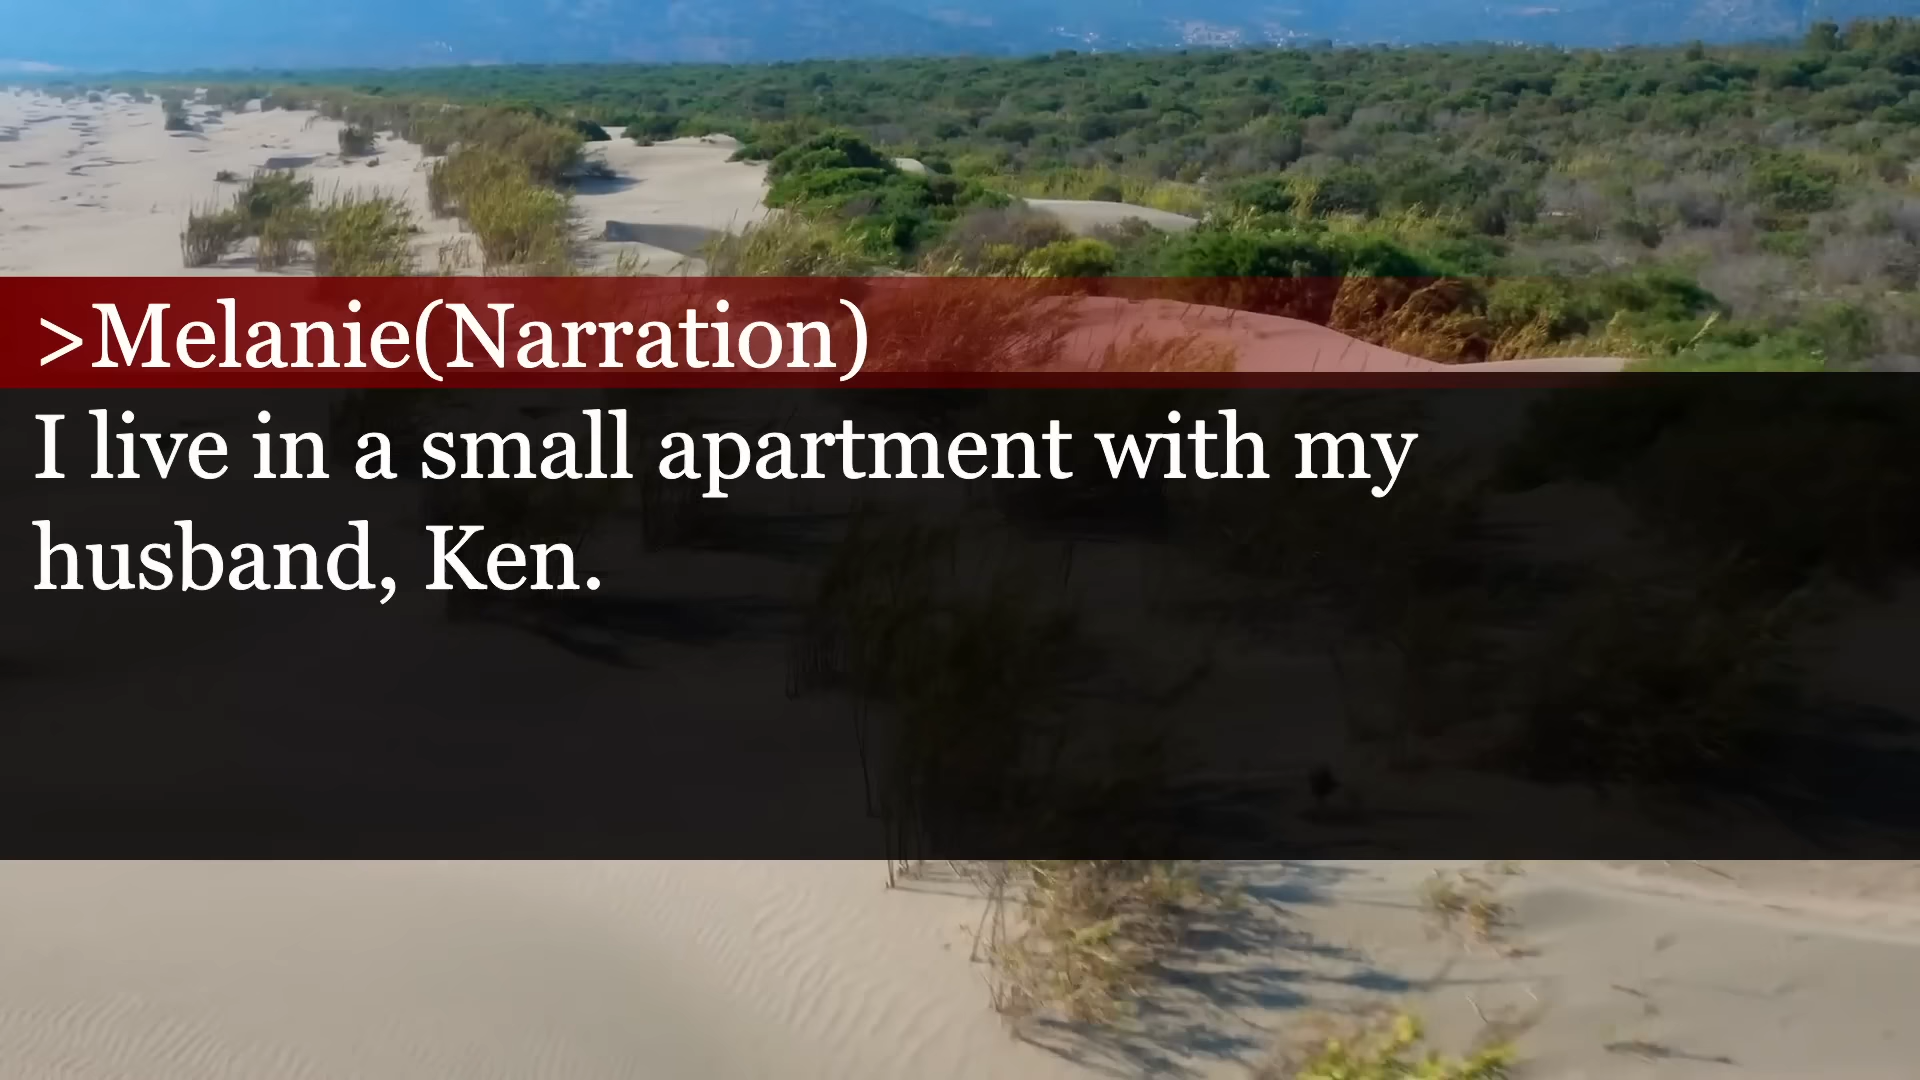 >Melanie(Narration)
I live in a small apartment with my
husband, Ken.